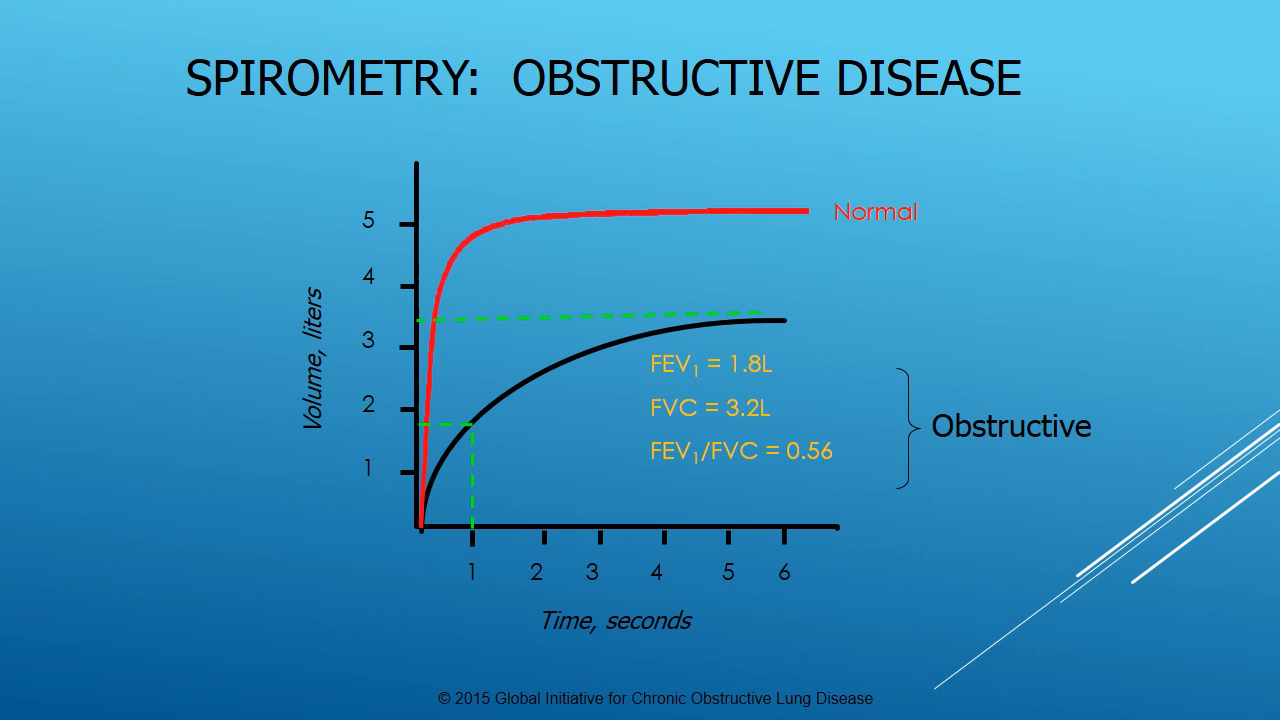 SPIROMETRY: OBSTRUCTIVE DISEASE
Normal
5
4
3
2
1
Volume, liters
FEV₁ = 1.8L
FVC = 3.2L
FEV₁/FVC = 0.56
Obstructive
1 2 3 4 5 6
Time, seconds
© 2015 Global Initiative for Chronic Obstructive Lung Disease